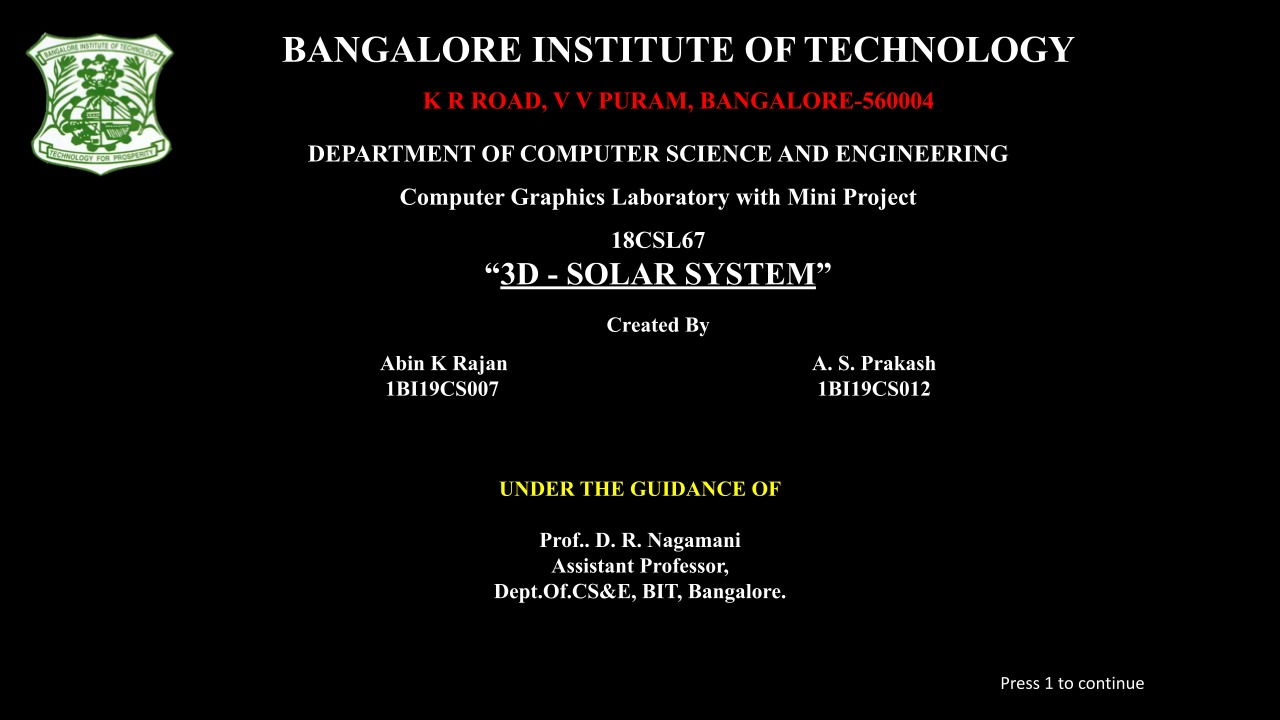 BANGALORE INSTITUTE OF TECHNOLOGY
TECHNOLOGY FOR PROSPERITY
BANGALORE INSTITUTE OF TECHNOLOGY
K R ROAD, V V PURAM, BANGALORE-560004
DEPARTMENT OF COMPUTER SCIENCE AND ENGINEERING
Computer Graphics Laboratory with Mini Project
18CSL67
“3D - SOLAR SYSTEM”
Created By
Abin K Rajan A. S. Prakash
1BI19CS007 1BI19CS012
UNDER THE GUIDANCE OF
Prof.. D. R. Nagamani
Assistant Professor,
Dept.Of.CS&E, BIT, Bangalore.
Press 1 to continue